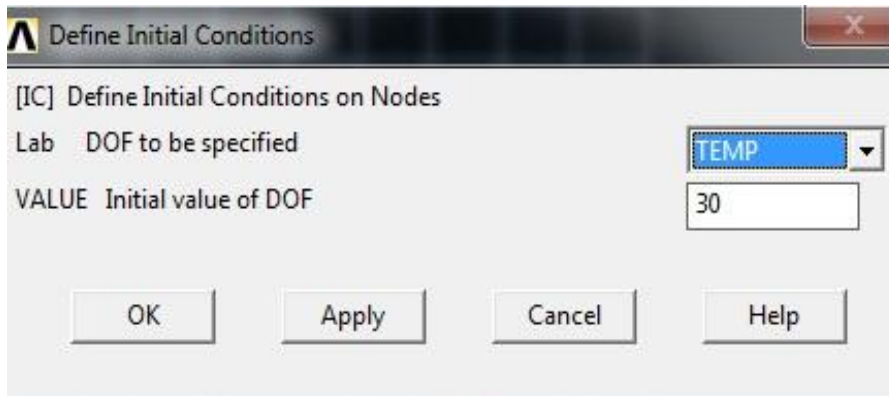 Define Initial Conditions
[IC] Define Initial Conditions on Nodes
Lab DOF to be specified TEMP
VALUE Initial value of DOF 30
OK Apply Cancel Help